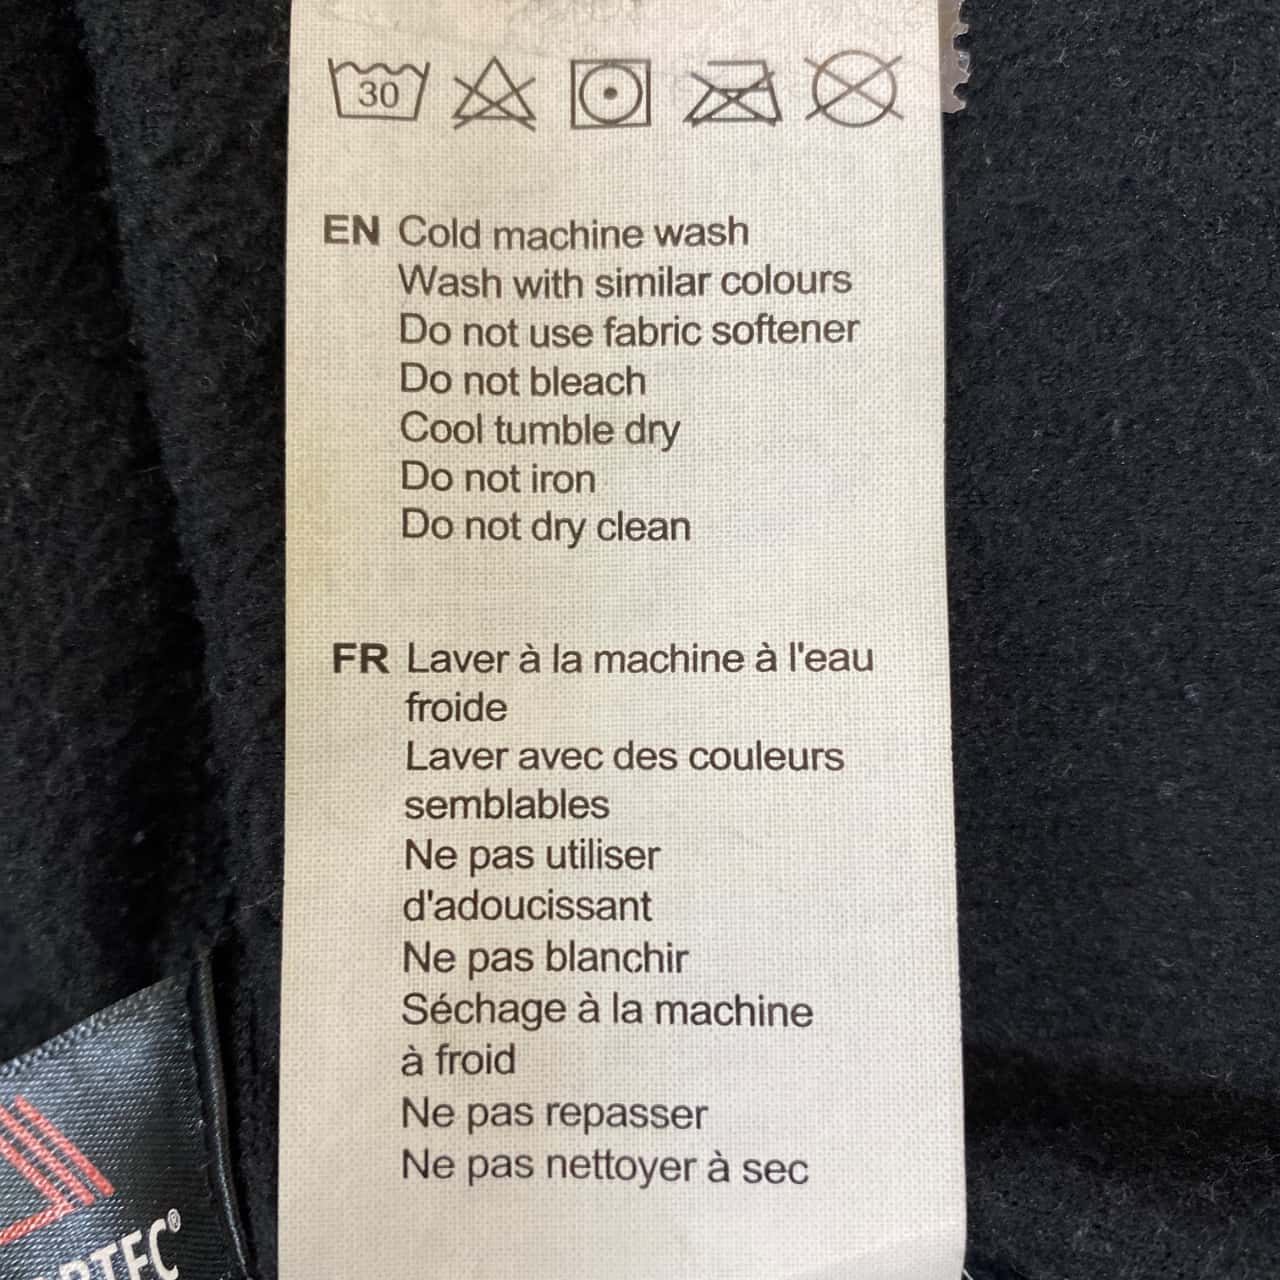 30
EN Cold machine wash
Wash with similar colours
Do not use fabric softener
Do not bleach
Cool tumble dry
Do not iron
Do not dry clean
FR Laver à la machine à l'eau
froide
Laver avec des couleurs
semblables
Ne pas utiliser
d'adoucissant
Ne pas blanchir
Séchage à la machine
à froid
Ne pas repasser
Ne pas nettoyer à sec